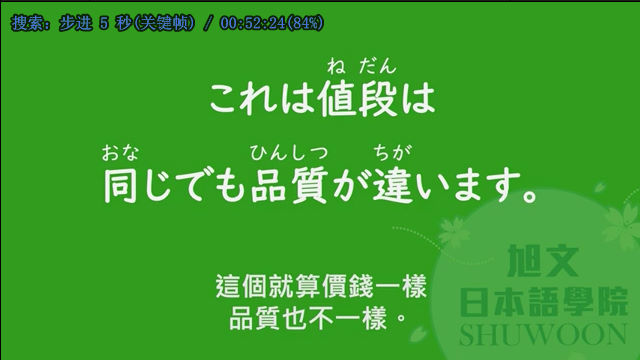 搜索: 步进 5 秒(关键帧) / 00:52:24(84%)
ね だん
これは値段は
おな ひんしつ ちが
同じでも品質が違います。
這個就算價錢一樣
品質也不一樣。
旭文
日本語學院
SHUWOON